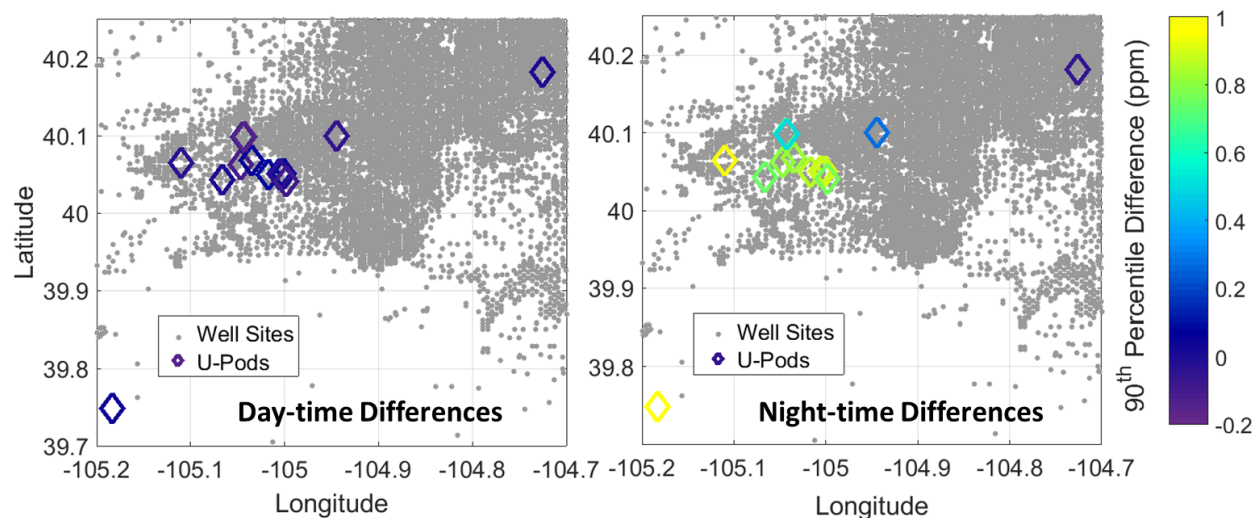 40.2
40.1
40
39.9
39.8
39.7
Latitude
Well Sites
U-Pods
Day-time Differences
-105.2 -105.1 -105 -104.9 -104.8 -104.7
Longitude
40.2
40.1
40
39.9
39.8
Well Sites
U-Pods
Night-time Differences
-105.2 -105.1 -105 -104.9 -104.8 -104.7
Longitude
1
0.8
0.6
0.4
0.2
0
-0.2
90th Percentile Difference (ppm)